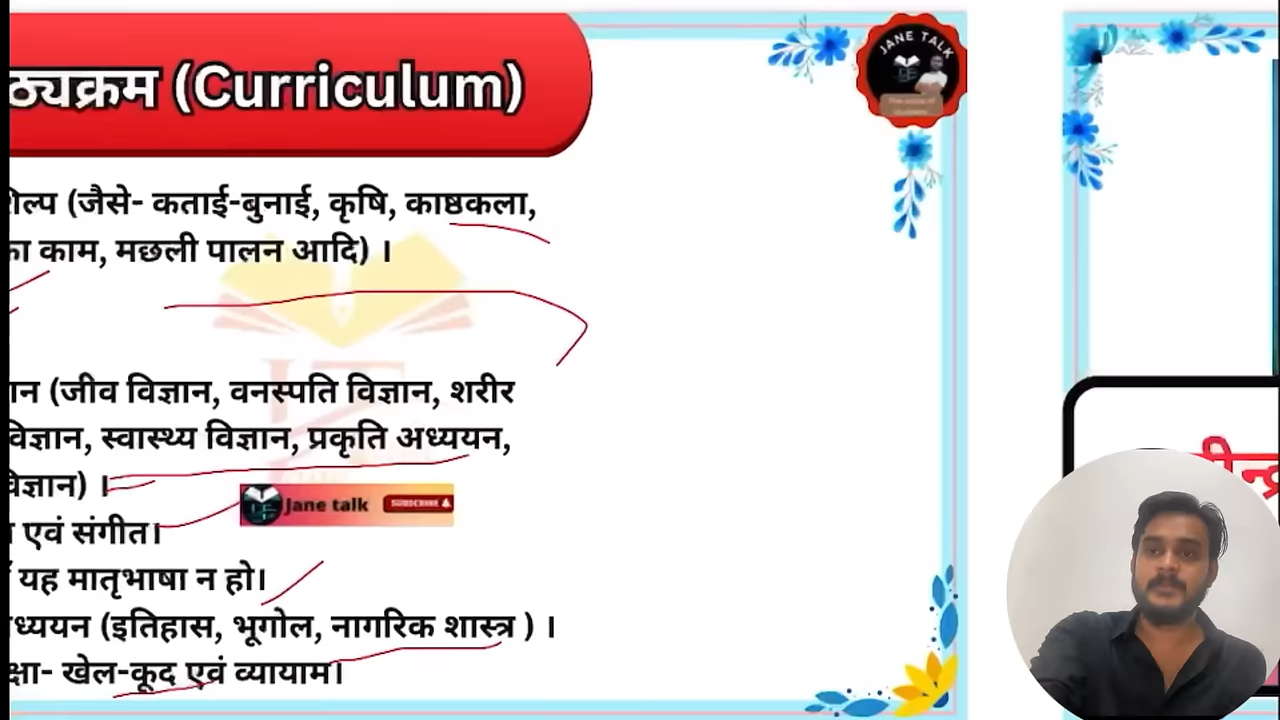 ठ्यक्रम (Curriculum)
JANE TALK
शिल्प (जैसे- कताई-बुनाई, कृषि, काष्ठकला,
का काम, मछली पालन आदि) ।
ान (जीव विज्ञान, वनस्पति विज्ञान, शरीर
विज्ञान, स्वास्थ्य विज्ञान, प्रकृति अध्ययन,
विज्ञान) ।
Jane talk SUBSCRIBE
एवं संगीत।
यह मातृभाषा न हो।
ध्ययन (इतिहास, भूगोल, नागरिक शास्त्र ) ।
क्षा- खेल-कूद एवं व्यायाम।